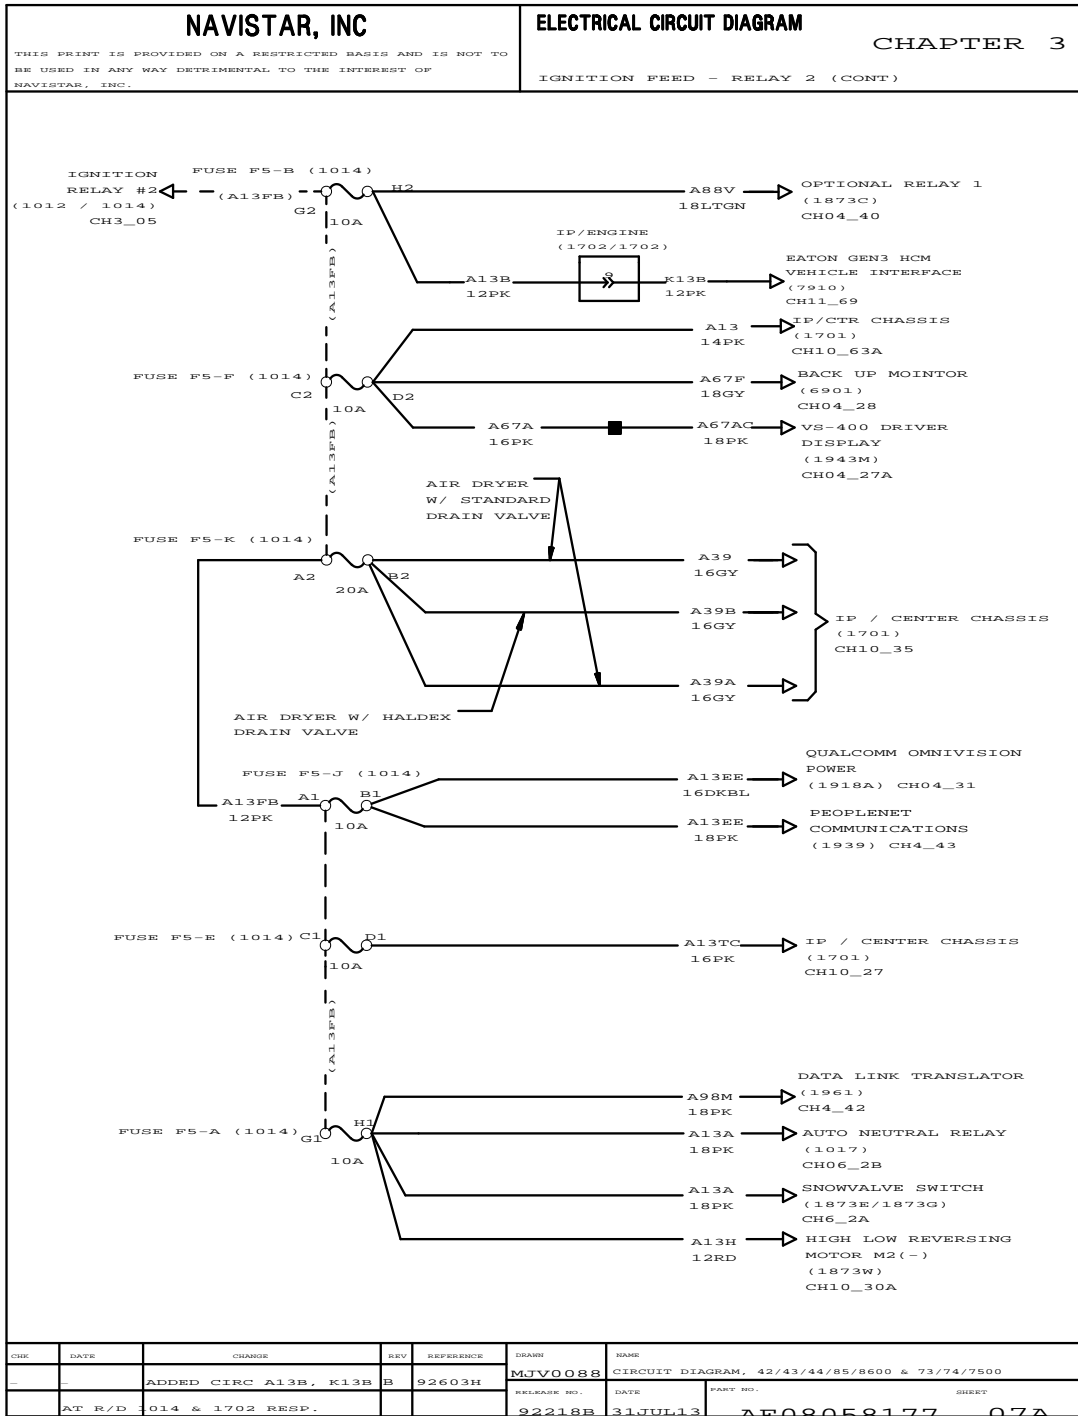 NAVISTAR, INC
THIS PRINT IS PROVIDED ON A RESTRICTED BASIS AND IS NOT TO
BE USED IN ANY WAY DETRIMENTAL TO THE INTEREST OF
NAVISTAR, INC.
ELECTRICAL CIRCUIT DIAGRAM
CHAPTER 3
IGNITION FEED - RELAY 2 (CONT)
IGNITION
RELAY #2
(1012 / 1014)
CH3_05
(A13FB)
FUSE F5-B (1014)
G2
H2
10A
A88V
18LTGN
OPTIONAL RELAY 1
(1873C)
CH04_40
(A13FB)
IP/ENGINE
(1702/1702)
A13B
12PK
9
K13B
12PK
EATON GEN3 HCM
VEHICLE INTERFACE
(7910)
CH11_69
A13
14PK
IP/CTR CHASSIS
(1701)
CH10_63A
FUSE F5-F (1014)
C2
D2
10A
A67F
18GY
BACK UP MOINTOR
(6901)
CH04_28
(A13FB)
A67A
16PK
A67AC
18PK
VS-400 DRIVER
DISPLAY
(1943M)
CH04_27A
AIR DRYER
W/ STANDARD
DRAIN VALVE
FUSE F5-K (1014)
A2
B2
20A
A39
16GY
A39B
16GY
IP / CENTER CHASSIS
(1701)
CH10_35
A39A
16GY
AIR DRYER W/ HALDEX
DRAIN VALVE
FUSE F5-J (1014)
A13FB
12PK
A1
B1
10A
A13EE
16DKBL
QUALCOMM OMNIVISION
POWER
(1918A) CH04_31
A13EE
18PK
PEOPLENET
COMMUNICATIONS
(1939) CH4_43
FUSE F5-E (1014)
C1
D1
10A
A13TC
16PK
IP / CENTER CHASSIS
(1701)
CH10_27
(A13FB)
A98M
18PK
DATA LINK TRANSLATOR
(1961)
CH4_42
FUSE F5-A (1014)
G1
H1
10A
A13A
18PK
AUTO NEUTRAL RELAY
(1017)
CH06_2B
A13A
18PK
SNOWVALVE SWITCH
(1873E/1873G)
CH6_2A
A13H
12RD
HIGH LOW REVERSING
MOTOR M2(-)
(1873W)
CH10_30A
CHK DATE CHANGE REV REFERENCE
- - ADDED CIRC A13B, K13B B 92603H
AT R/D 1014 & 1702 RESP.
DRAWN NAME
MJV0088 CIRCUIT DIAGRAM, 42/43/44/85/8600 & 73/74/7500
RELEASE NO. DATE PART NO. SHEET
92218B 31JUL13 AF08058177 07A